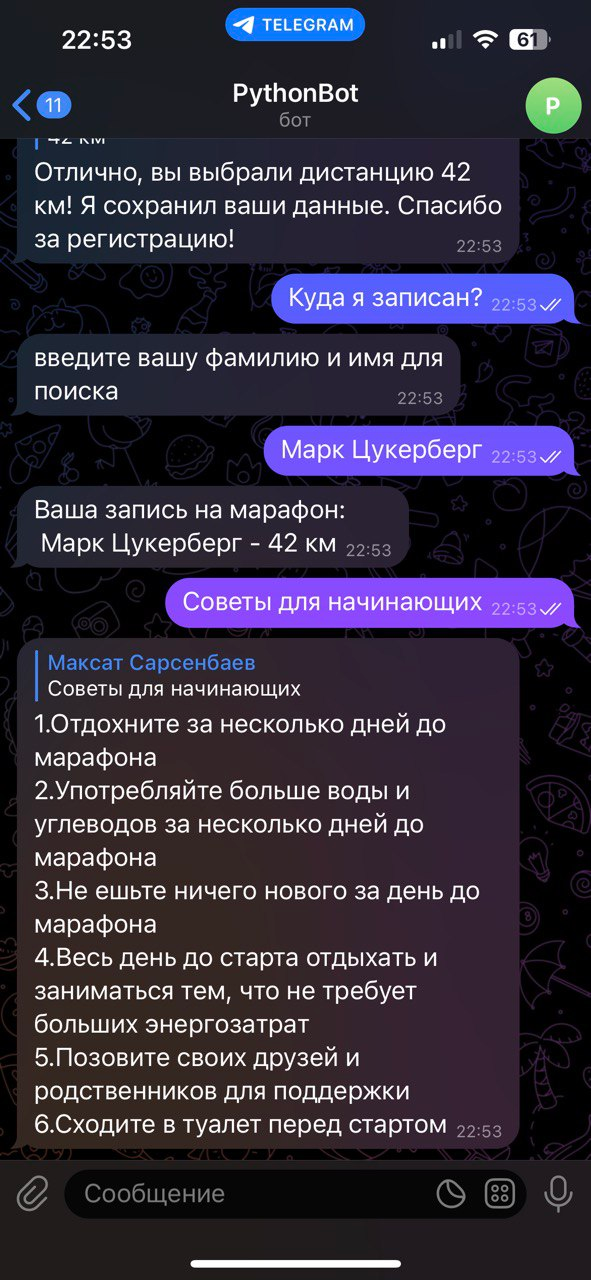 22:53
TELEGRAM
61
11
PythonBot
бот
P
42 км
Отлично, вы выбрали дистанцию 42
км! Я сохранил ваши данные. Спасибо
за регистрацию!
22:53
Куда я записан? 22:53
введите вашу фамилию и имя для
поиска
22:53
Марк Цукерберг 22:53
Ваша запись на марафон:
Марк Цукерберг - 42 км 22:53
Советы для начинающих 22:53
Максат Сарсенбаев
Советы для начинающих
1.Отдохните за несколько дней до
марафона
2.Употребляйте больше воды и
углеводов за несколько дней до
марафона
3.Не ешьте ничего нового за день до
марафона
4.Весь день до старта отдыхать и
заниматься тем, что не требует
больших энергозатрат
5.Позовите своих друзей и
родственников для поддержки
6.Сходите в туалет перед стартом 22:53
Сообщение